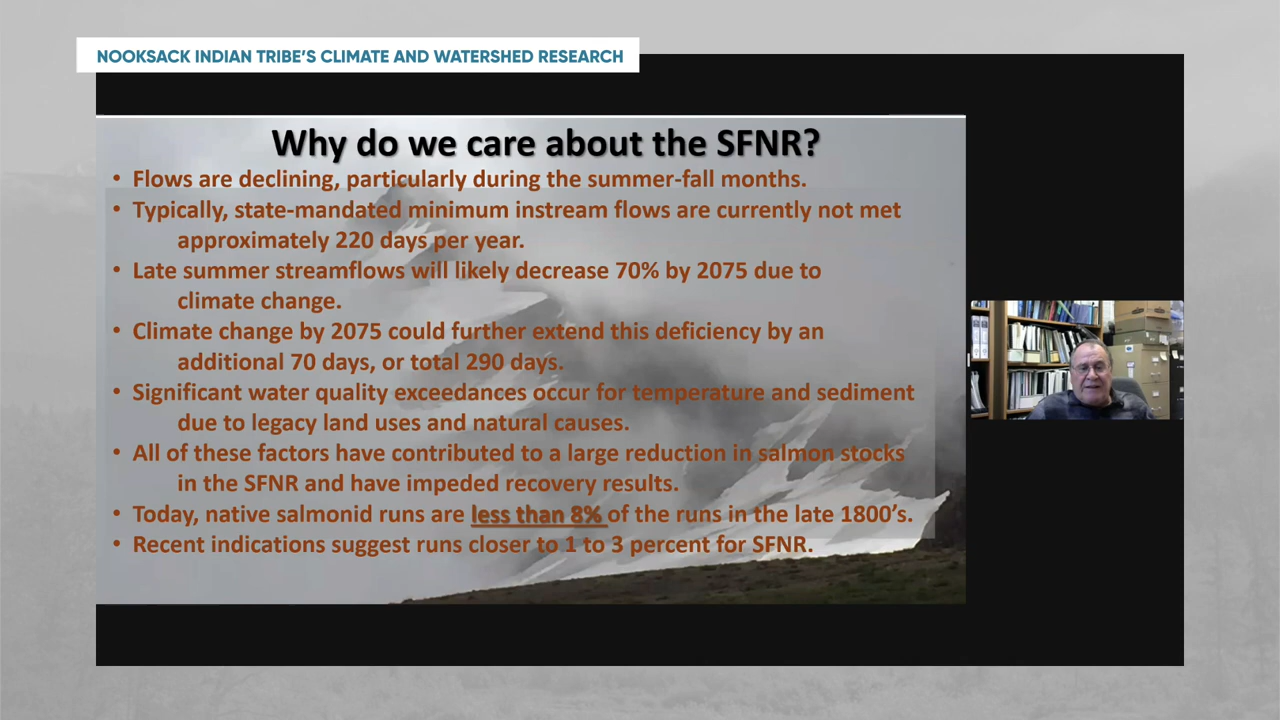 NOOKSACK INDIAN TRIBE'S CLIMATE AND WATERSHED RESEARCH
Why do we care about the SFNR?
• Flows are declining, particularly during the summer-fall months.
• Typically, state-mandated minimum instream flows are currently not met
approximately 220 days per year.
• Late summer streamflows will likely decrease 70% by 2075 due to
climate change.
• Climate change by 2075 could further extend this deficiency by an
additional 70 days, or total 290 days.
• Significant water quality exceedances occur for temperature and sediment
due to legacy land uses and natural causes.
• All of these factors have contributed to a large reduction in salmon stocks
in the SFNR and have impeded recovery results.
• Today, native salmonid runs are less than 8% of the runs in the late 1800's.
• Recent indications suggest runs closer to 1 to 3 percent for SFNR.